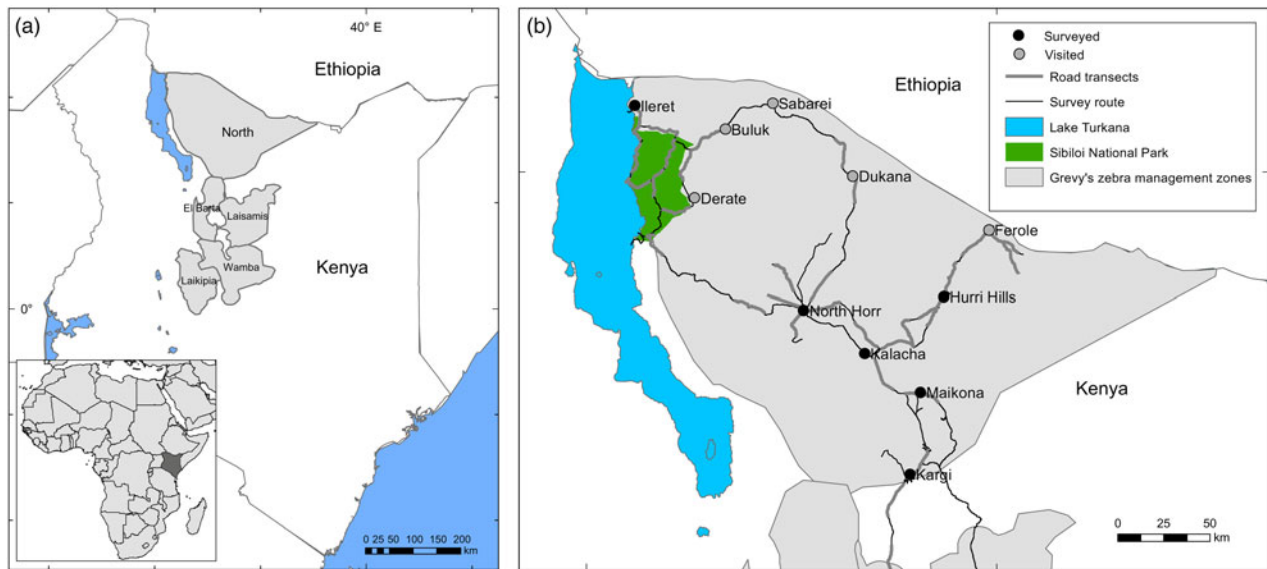 (a)
40° E
Ethiopia
North
El Barta
Laisamis
Wamba
Laikipia
Kenya
0°
0 25 50 100 150 200
km
(b)
Surveyed
Visited
Road transects
Survey route
Lake Turkana
Sibiloi National Park
Grevy's zebra management zones
Ethiopia
Ileret
Sabarei
Buluk
Dukana
Derate
Ferole
Hurri Hills
North Horr
Kalacha
Maikona
Kenya
Kargi
0 25 50
km